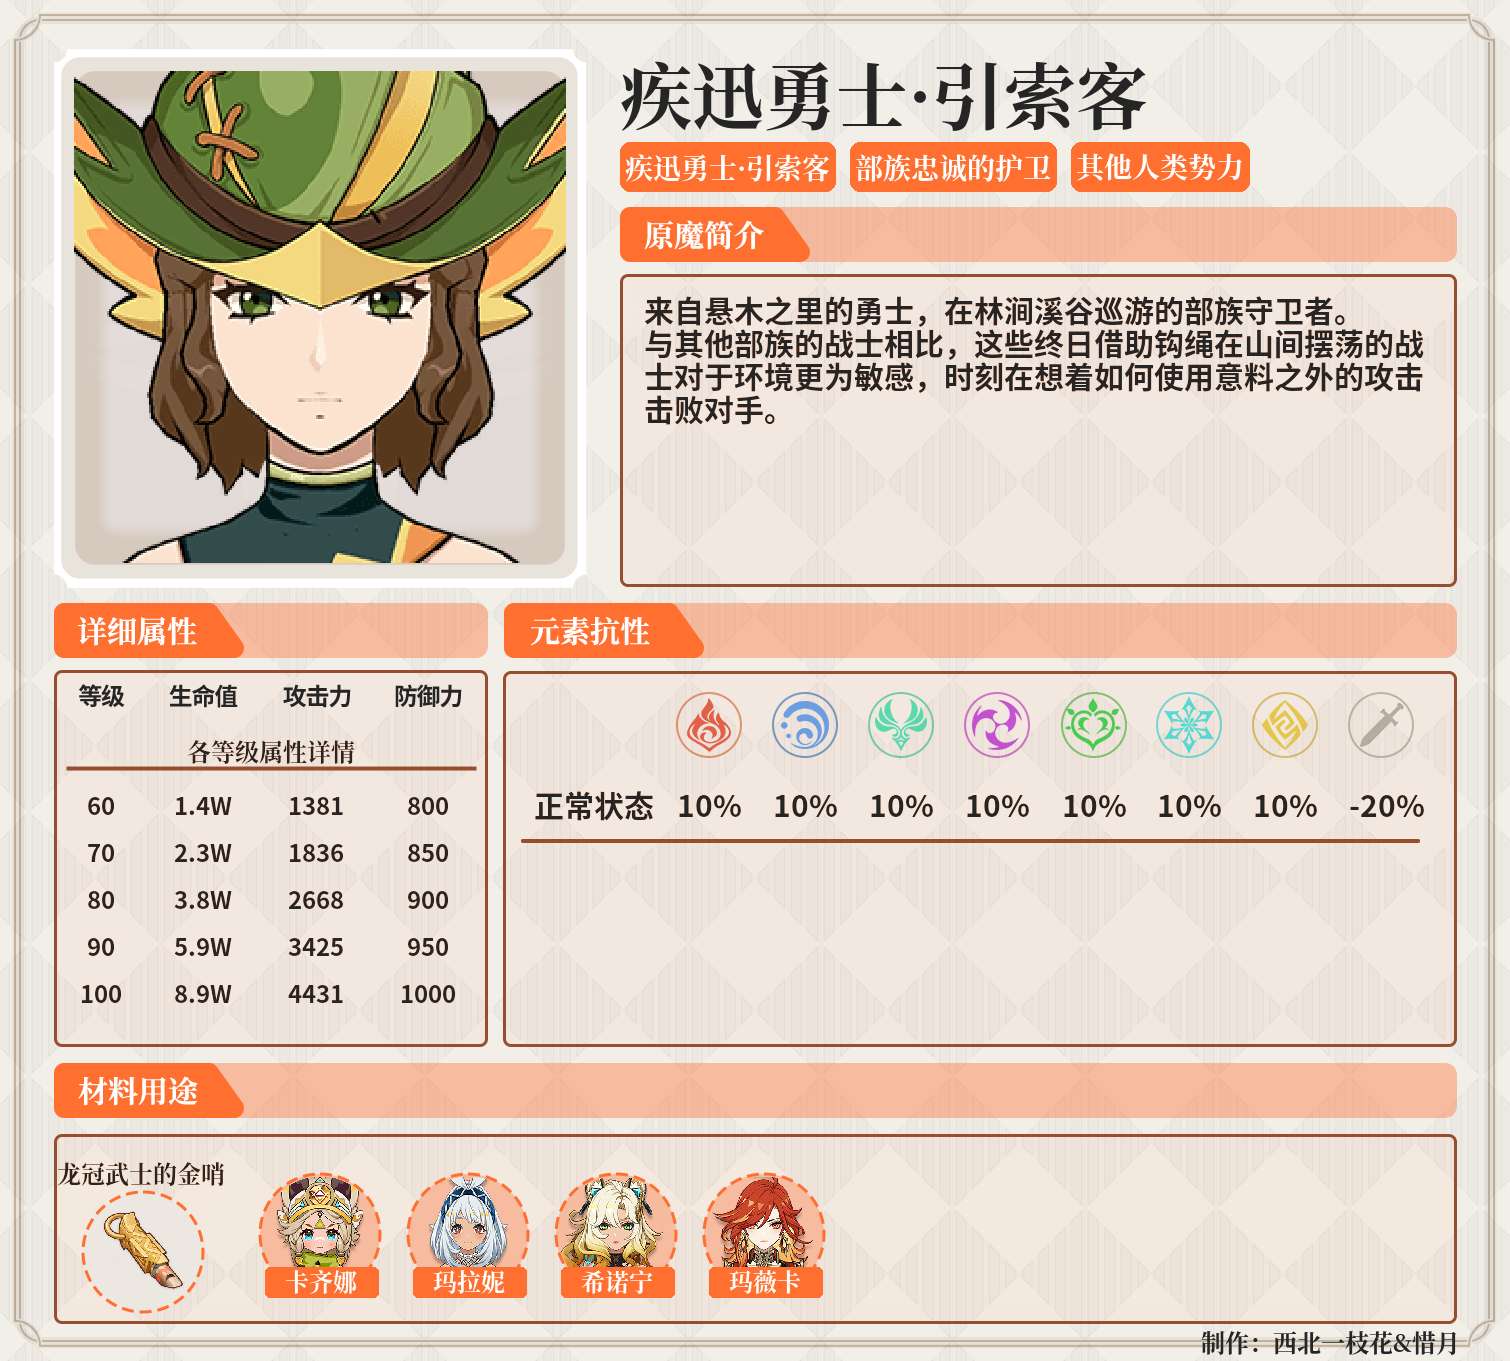 疾迅勇士·引索客
疾迅勇士·引索客 部族忠诚的护卫 其他人类势力
原魔简介
来自悬木之里的勇士，在林涧溪谷巡游的部族守卫者。
与其他部族的战士相比，这些终日借助钩绳在山间摆荡的战
士对于环境更为敏感，时刻在想着如何使用意料之外的攻击
击败对手。
详细属性
等级 生命值 攻击力 防御力
各等级属性详情
60 1.4W 1381 800
70 2.3W 1836 850
80 3.8W 2668 900
90 5.9W 3425 950
100 8.9W 4431 1000
元素抗性
正常状态 10% 10% 10% 10% 10% 10% 10% -20%
材料用途
龙冠武士的金哨
卡齐娜 玛拉妮 希诺宁 玛薇卡
制作：西北一枝花&惜月